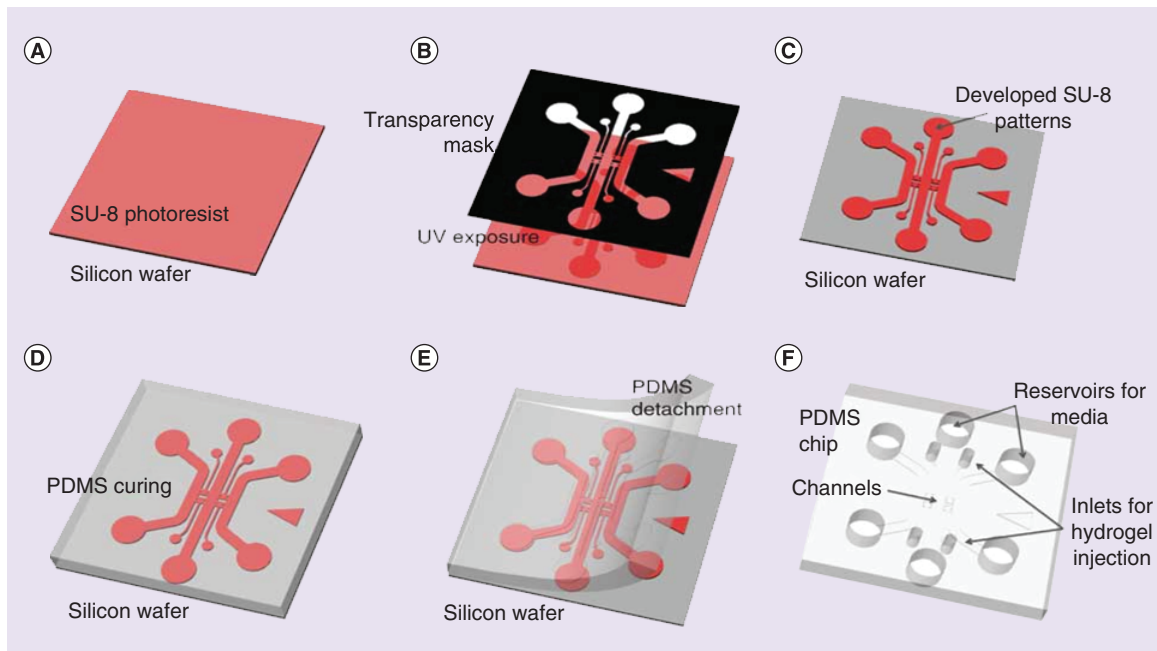 A
SU-8 photoresist
Silicon wafer
B
Transparency
mask
UV exposure
C
Developed SU-8
patterns
Silicon wafer
D
PDMS curing
Silicon wafer
E
PDMS
detachment
Silicon wafer
F
PDMS
chip
Reservoirs for
media
Channels
Inlets for
hydrogel
injection